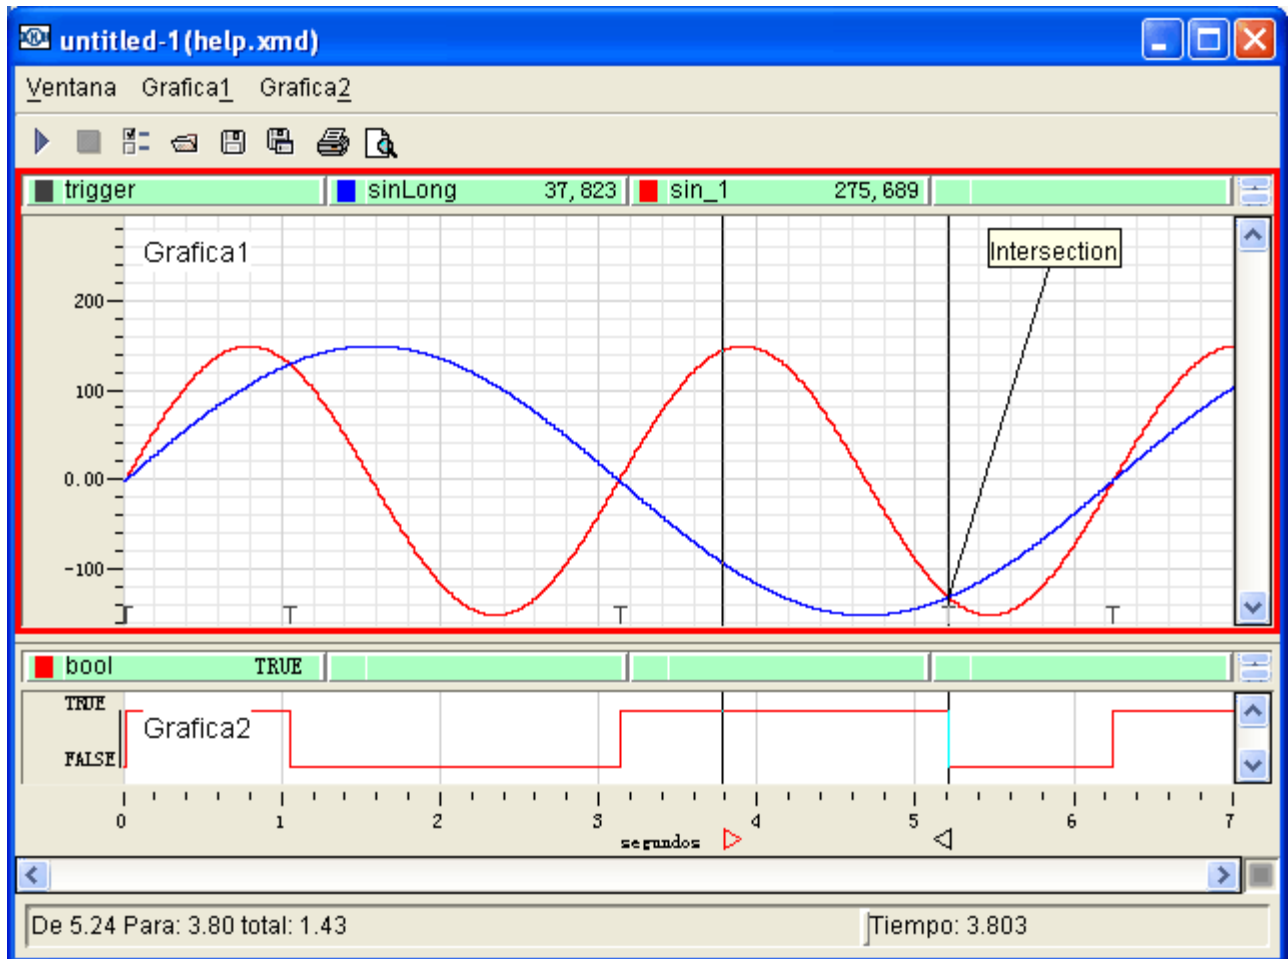 untitled-1(help.xmd)
Ventana Grafica1 Grafica2
trigger sinLong 37,823 sin_1 275,689
Grafica1
Intersection
200
100
0.00
-100
bool TRUE
TRUE
Grafica2
FALSE
0 1 2 3 4 5 6 7
segundos
De 5.24 Para: 3.80 total: 1.43 Tiempo: 3.803